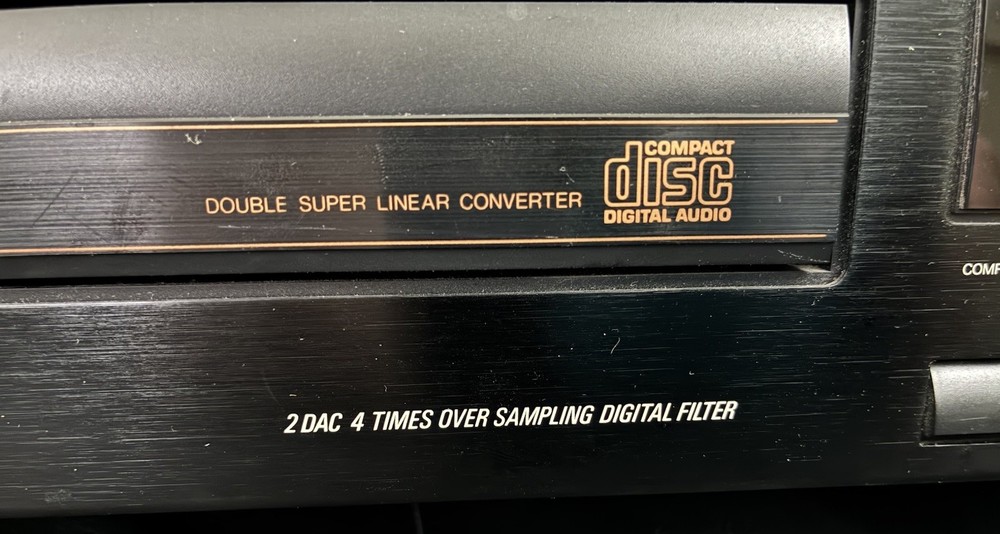 DOUBLE SUPER LINEAR CONVERTER
COMPACT
disc
DIGITAL AUDIO
2 DAC 4 TIMES OVER SAMPLING DIGITAL FILTER